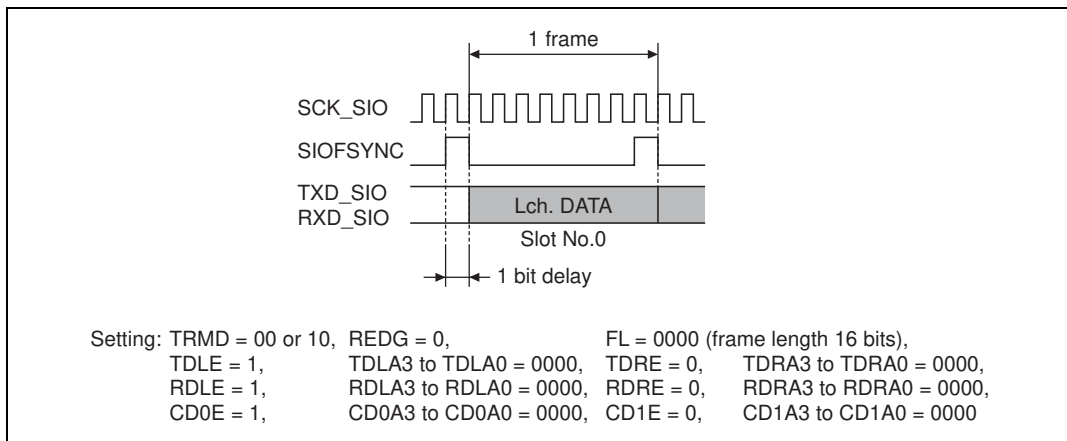 1 frame
SCK_SIO
SIOFSYNC
TXD_SIO
RXD_SIO
Lch. DATA
Slot No.0
1 bit delay
Setting: TRMD = 00 or 10, REDG = 0, FL = 0000 (frame length 16 bits),
TDLE = 1, TDLA3 to TDLA0 = 0000, TDRE = 0, TDRA3 to TDRA0 = 0000,
RDLE = 1, RDLA3 to RDLA0 = 0000, RDRE = 0, RDRA3 to RDRA0 = 0000,
CD0E = 1, CD0A3 to CD0A0 = 0000, CD1E = 0, CD1A3 to CD1A0 = 0000